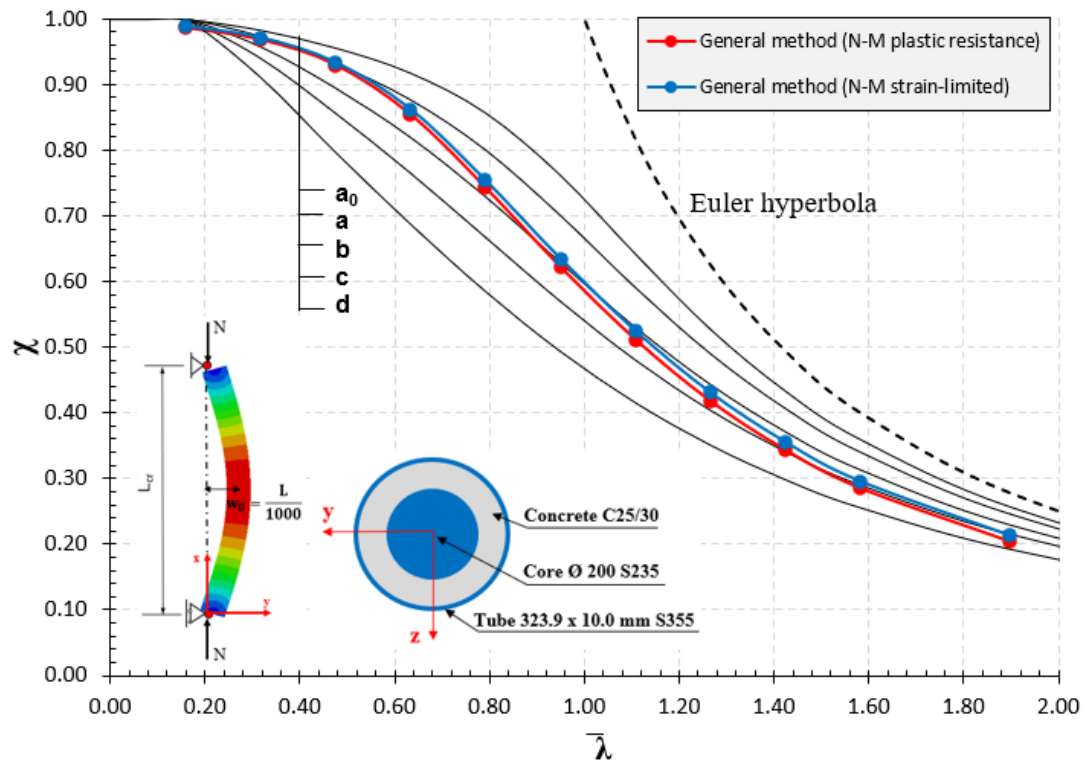 1.00
0.90
0.80
0.70
0.60
0.50
0.40
0.30
0.20
0.10
0.00
χ
General method (N-M plastic resistance)
General method (N-M strain-limited)
Euler hyperbola
a₀
a
b
c
d
N
L_cr
w₀ = L/1000
x
y
N
y
z
Concrete C25/30
Core Ø 200 S235
Tube 323.9 x 10.0 mm S355
0.00 0.20 0.40 0.60 0.80 1.00 1.20 1.40 1.60 1.80 2.00
λ̅